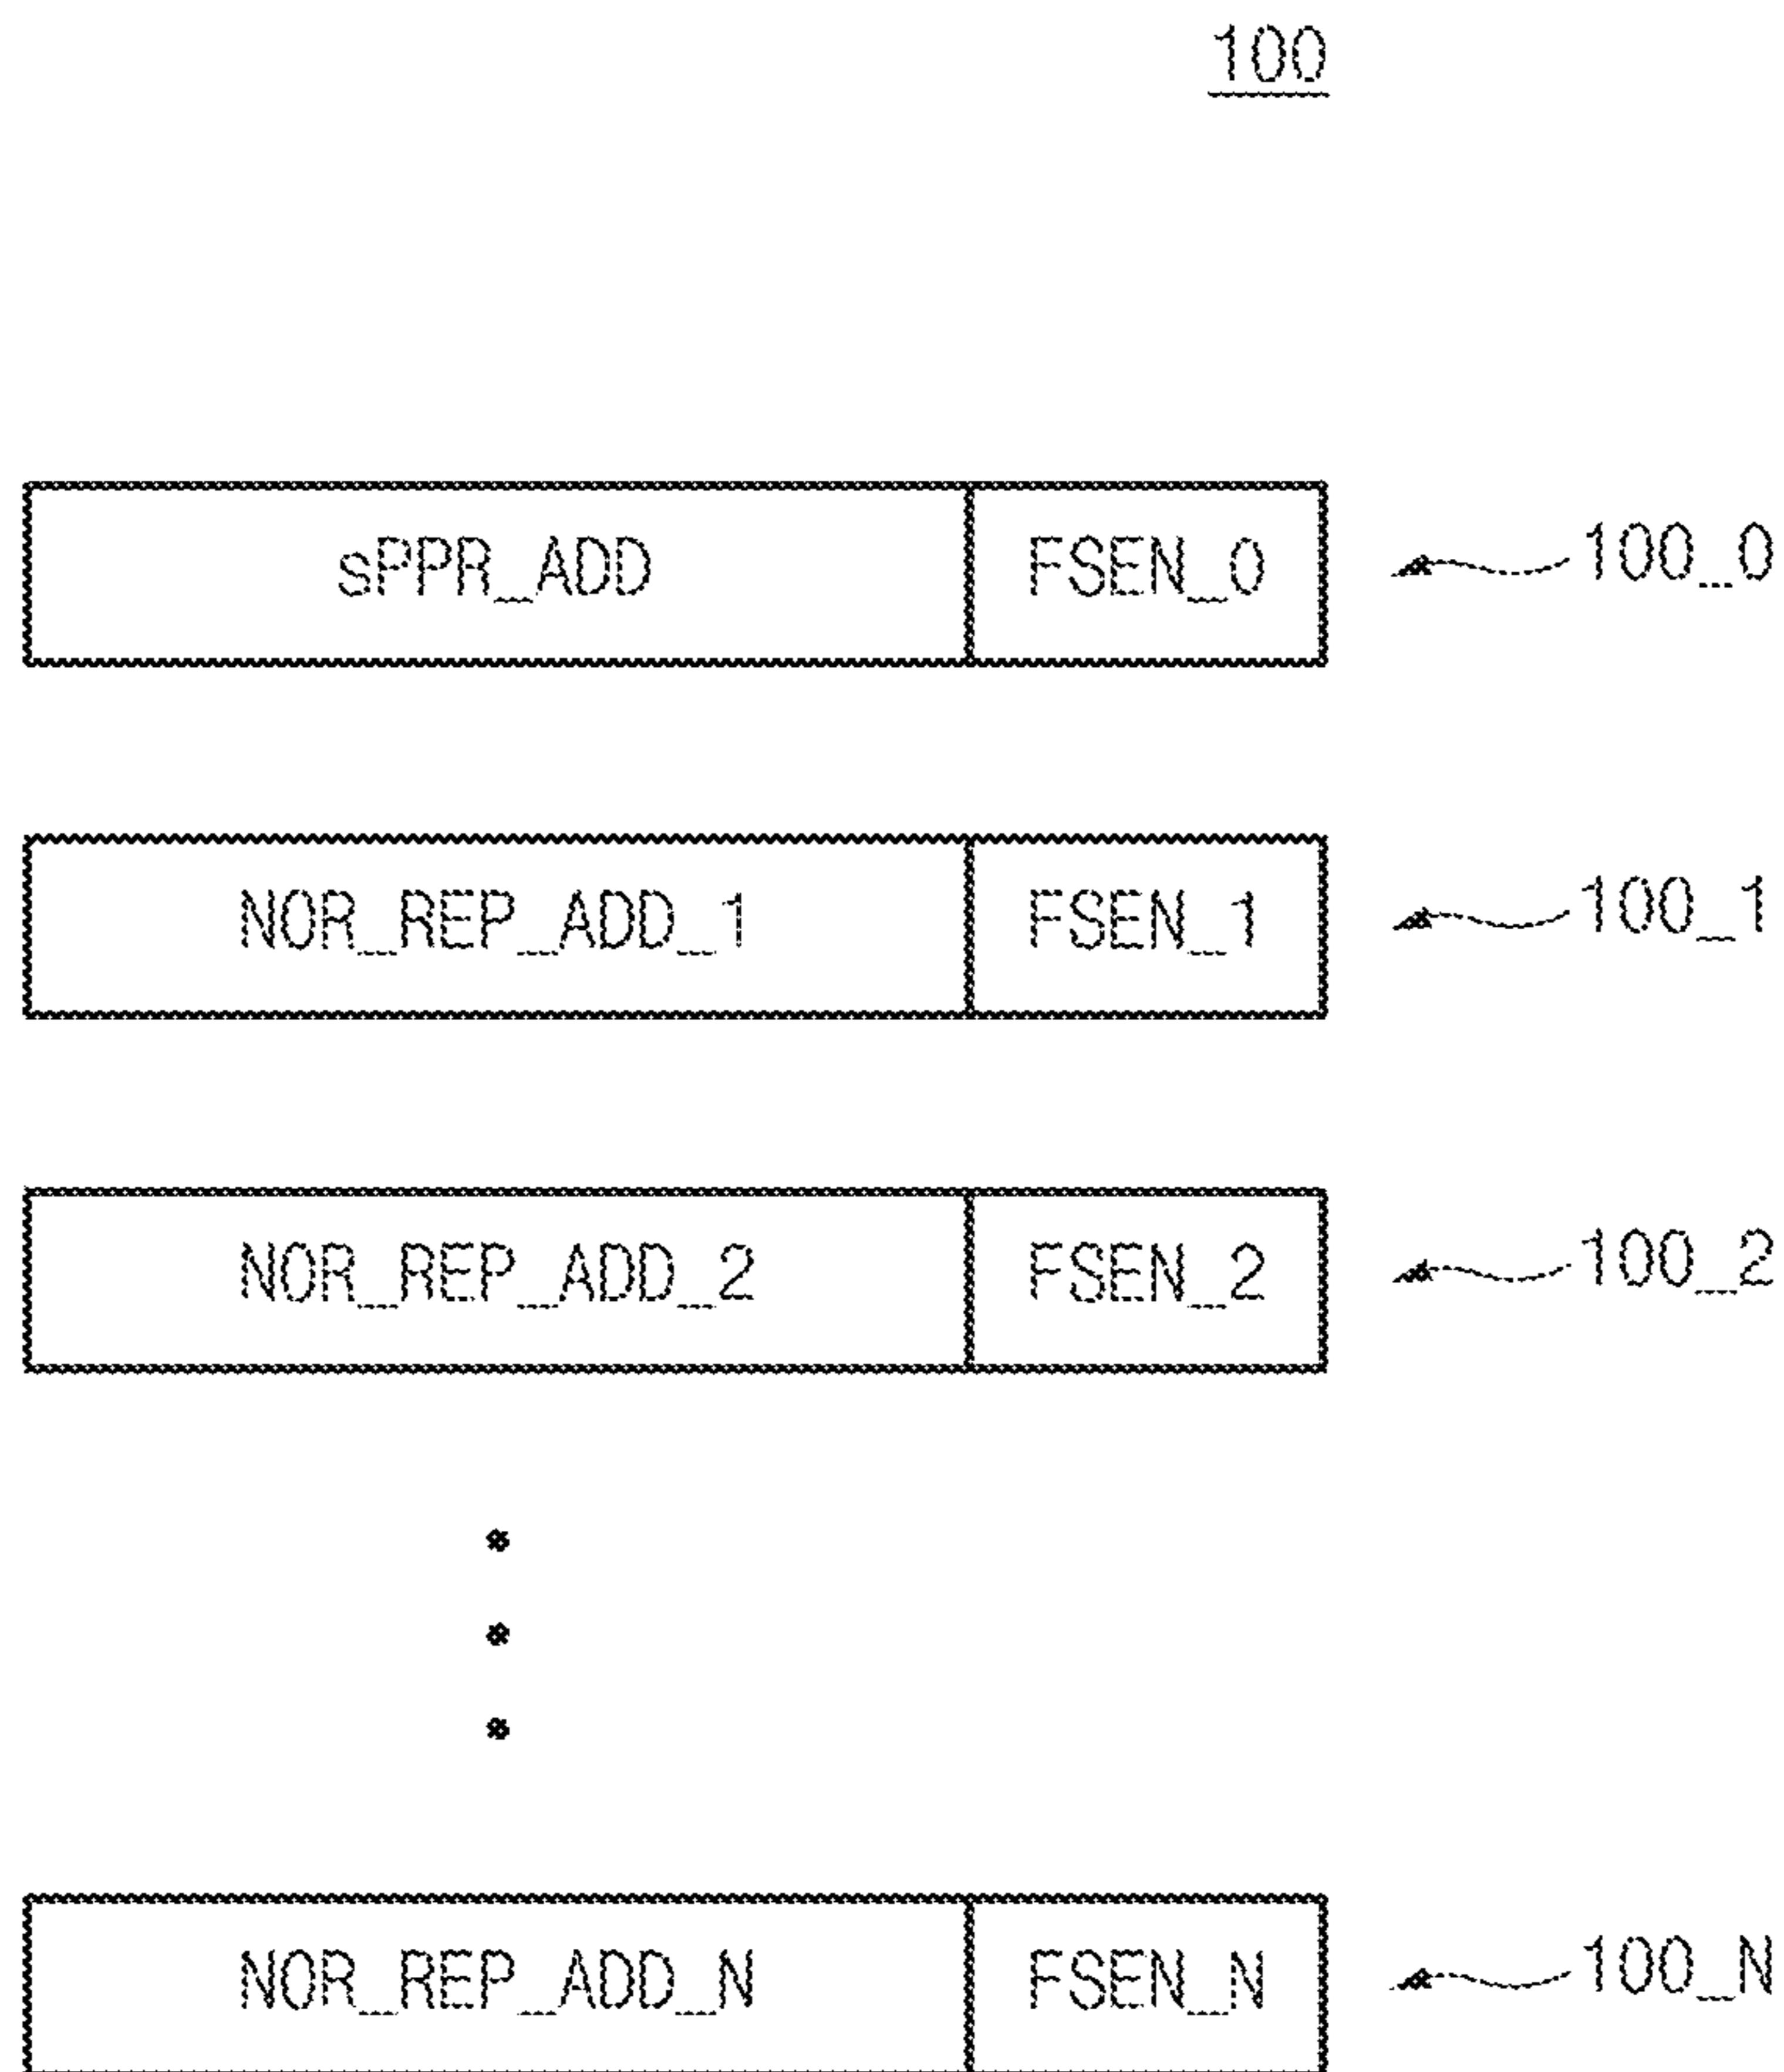 100
sPPR_ADD FSEN_0 100_0
NOR_REP_ADD_1 FSEN_1 100_1
NOR_REP_ADD_2 FSEN_2 100_2
NOR_REP_ADD_N FSEN_N 100_N